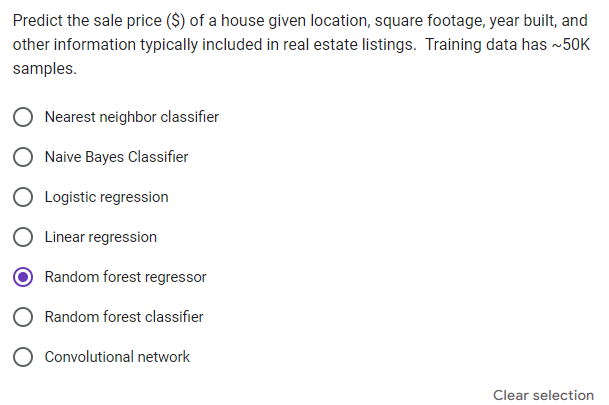 Predict the sale price ($) of a house given location, square footage, year built, and
other information typically included in real estate listings.  Training data has ~50K
samples.
Nearest neighbor classifier
Naive Bayes Classifier
Logistic regression
Linear regression
Random forest regressor
Random forest classifier
Convolutional network
Clear selection